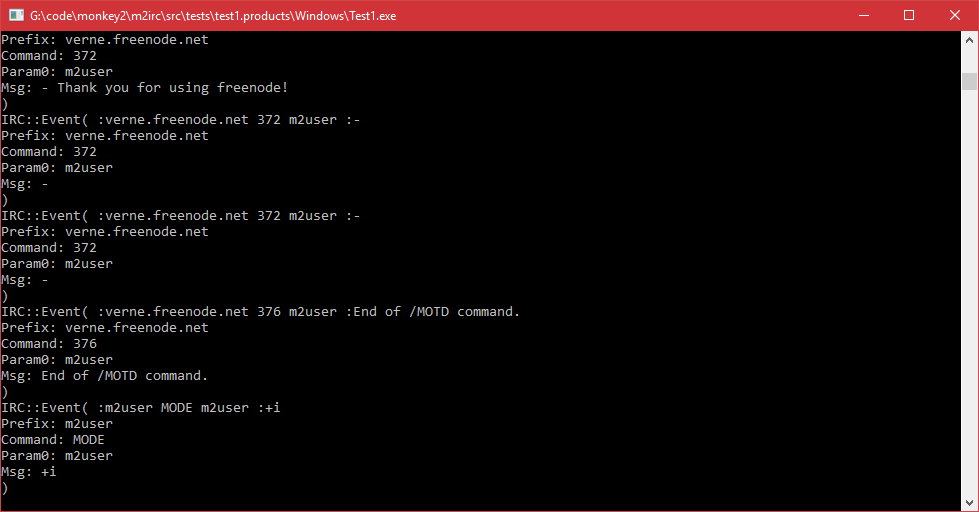 G:\code\monkey2\m2irc\src\tests\test1.products\Windows\Test1.exe
Prefix: verne.freenode.net
Command: 372
Param0: m2user
Msg: - Thank you for using freenode!
)
IRC::Event( :verne.freenode.net 372 m2user :-
Prefix: verne.freenode.net
Command: 372
Param0: m2user
Msg: -
)
IRC::Event( :verne.freenode.net 372 m2user :-
Prefix: verne.freenode.net
Command: 372
Param0: m2user
Msg: -
)
IRC::Event( :verne.freenode.net 376 m2user :End of /MOTD command.
Prefix: verne.freenode.net
Command: 376
Param0: m2user
Msg: End of /MOTD command.
)
IRC::Event( :m2user MODE m2user :+i
Prefix: m2user
Command: MODE
Param0: m2user
Msg: +i
)